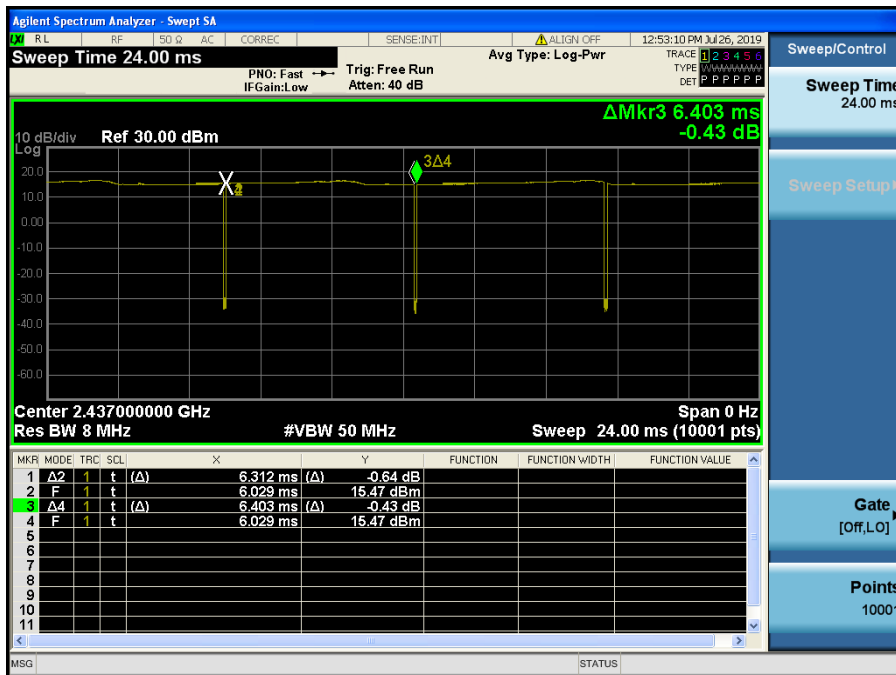 Agilent Spectrum Analyzer - Swept SA
LXI RL RF 50 Ω AC CORREC SENSE:INT ALIGN OFF 12:53:10 PM Jul 26, 2019
Sweep Time 24.00 ms
PNO: Fast
IFGain:Low
Trig: Free Run
Atten: 40 dB
Avg Type: Log-Pwr
TRACE 1 2 3 4 5 6
TYPE WWWWWW
DET P P P P P P
ΔMkr3 6.403 ms
-0.43 dB
10 dB/div Ref 30.00 dBm
Log
20.0
10.0
0.00
-10.0
-20.0
-30.0
-40.0
-50.0
-60.0
2
3Δ4
Center 2.437000000 GHz Span 0 Hz
Res BW 8 MHz #VBW 50 MHz Sweep 24.00 ms (10001 pts)
MKR MODE TRC SCL X Y FUNCTION FUNCTION WIDTH FUNCTION VALUE
1 Δ2 1 t (Δ) 6.312 ms (Δ) -0.64 dB
2 F 1 t 6.029 ms 15.47 dBm
3 Δ4 1 t (Δ) 6.403 ms (Δ) -0.43 dB
4 F 1 t 6.029 ms 15.47 dBm
5
6
7
8
9
10
11
MSG STATUS
Sweep/Control
Sweep Time
24.00 ms
Sweep Setup
Gate
[Off,LO]
Points
10001